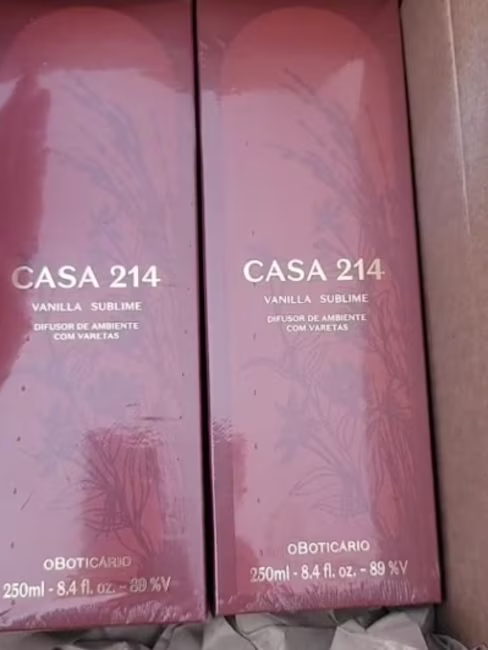 CASA 214
VANILLA SUBLIME
DIFUSOR DE AMBIENTE
COM VARETAS
OBOTICÁRIO
250ml - 8.4 fl. oz. - 89 %V
CASA 214
VANILLA SUBLIME
DIFUSOR DE AMBIENTE
COM VARETAS
OBOTICÁRIO
250ml - 8.4 fl. oz. - 89 %V